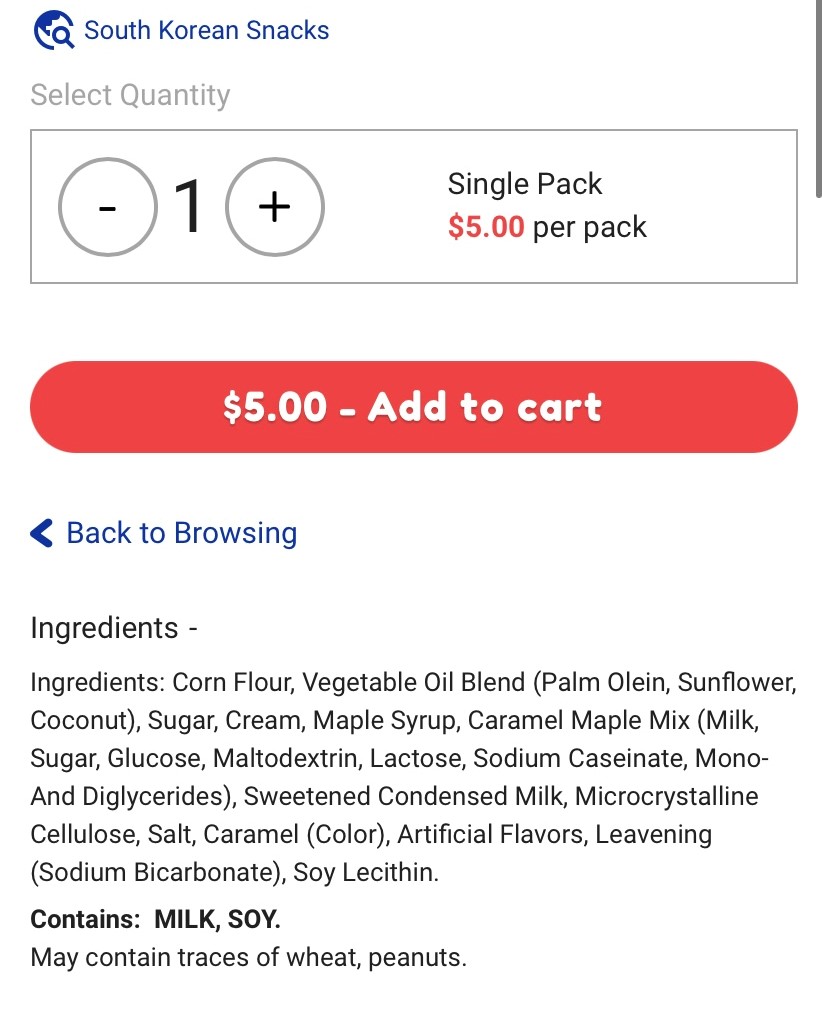 South Korean Snacks
Select Quantity
- 1 +
Single Pack
$5.00 per pack
$5.00 - Add to cart
Back to Browsing
Ingredients -
Ingredients: Corn Flour, Vegetable Oil Blend (Palm Olein, Sunflower,
Coconut), Sugar, Cream, Maple Syrup, Caramel Maple Mix (Milk,
Sugar, Glucose, Maltodextrin, Lactose, Sodium Caseinate, Mono-
And Diglycerides), Sweetened Condensed Milk, Microcrystalline
Cellulose, Salt, Caramel (Color), Artificial Flavors, Leavening
(Sodium Bicarbonate), Soy Lecithin.
Contains:  MILK, SOY.
May contain traces of wheat, peanuts.